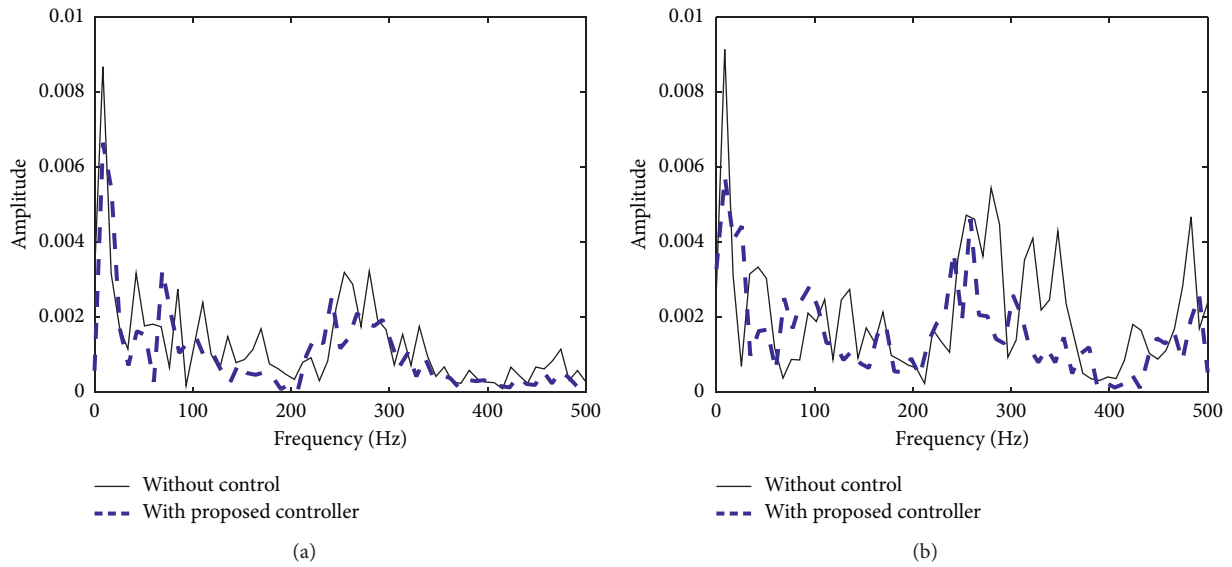 0.01
0.008
0.006
0.004
0.002
0
Amplitude
0 100 200 300 400 500
Frequency (Hz)
Without control
With proposed controller
(a)
0.01
0.008
0.006
0.004
0.002
0
Amplitude
0 100 200 300 400 500
Frequency (Hz)
Without control
With proposed controller
(b)